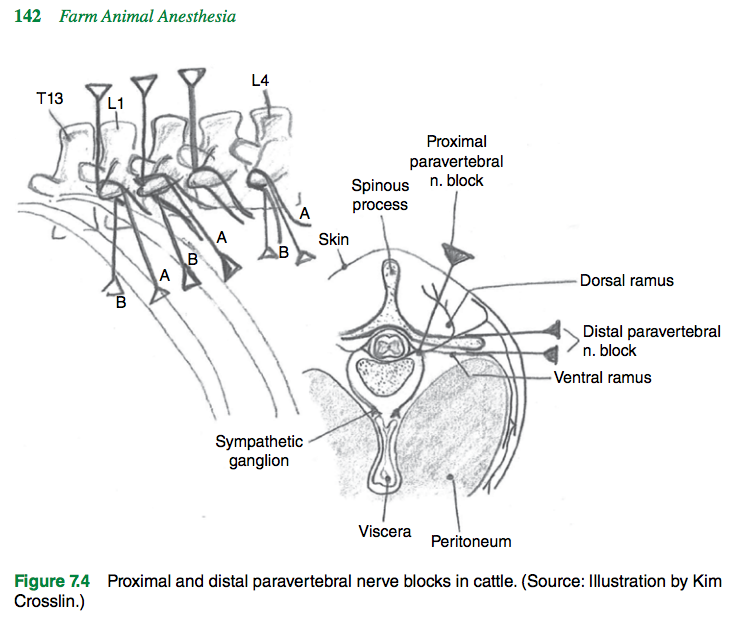 142 Farm Animal Anesthesia
T13
L1
L4
A
B
A
B
A
B
Proximal
paravertebral
n. block
Spinous
process
Skin
Dorsal ramus
Distal paravertebral
n. block
Ventral ramus
Sympathetic
ganglion
Viscera
Peritoneum
Figure 7.4 Proximal and distal paravertebral nerve blocks in cattle. (Source: Illustration by Kim
Crosslin.)